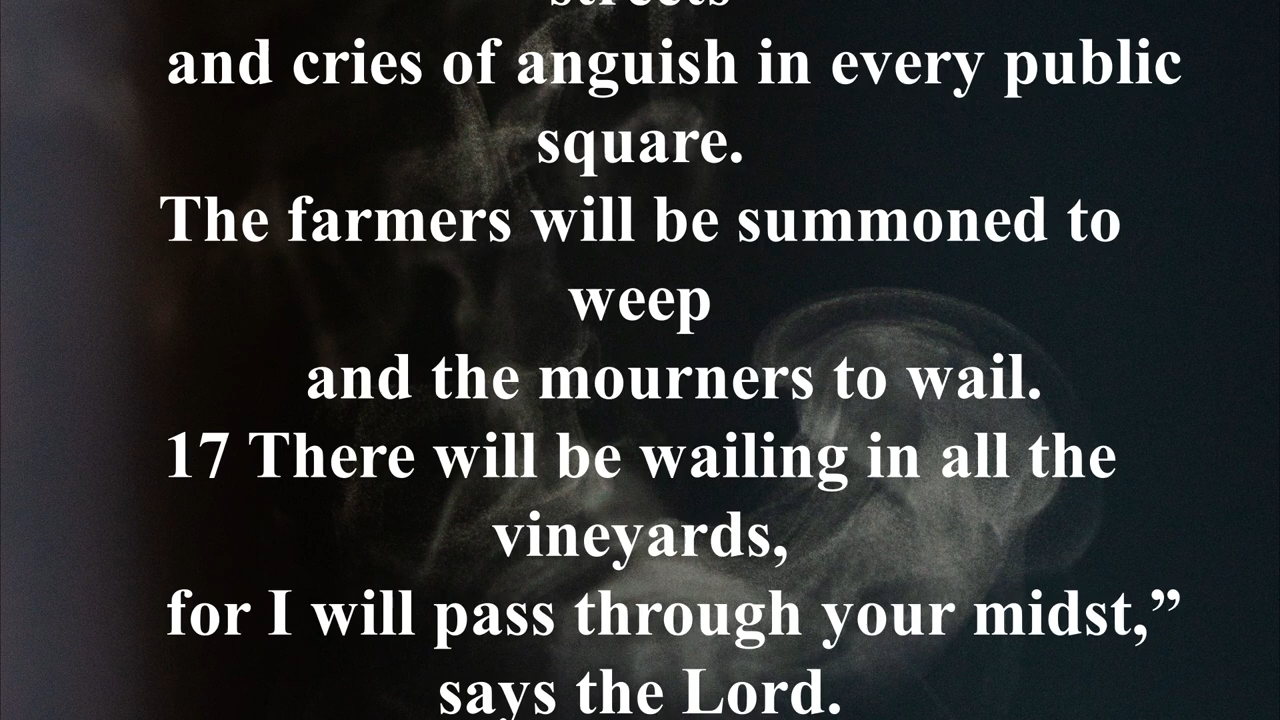 streets
and cries of anguish in every public
square.
The farmers will be summoned to
weep
and the mourners to wail.
17 There will be wailing in all the
vineyards,
for I will pass through your midst,”
says the Lord.